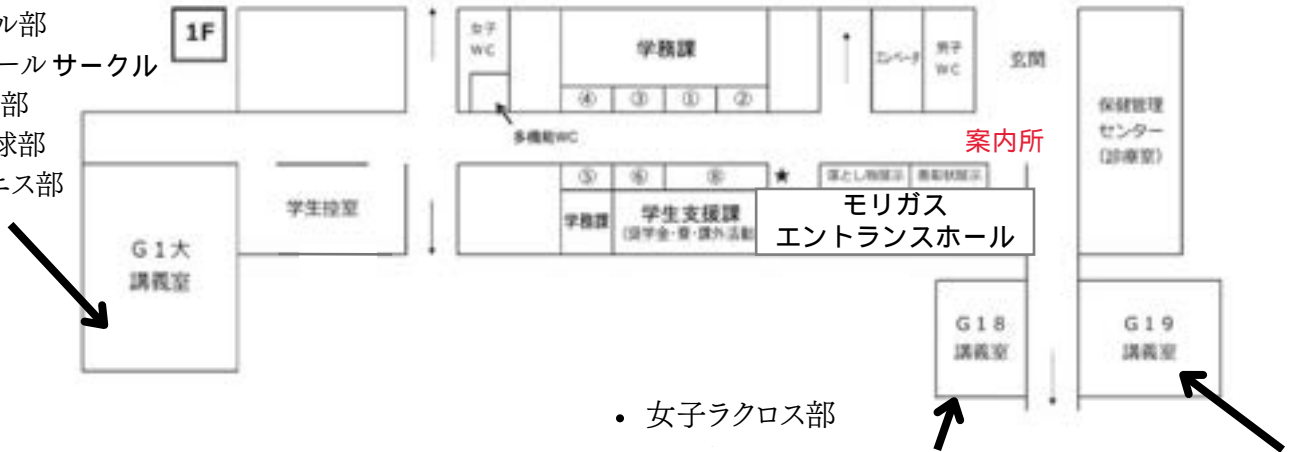 ル部
1F
ール サークル
部
球部
ニス部
女子
WC
学務課
④ ③ ① ②
多機能WC
エレベータ
男子
WC
玄関
案内所
保健管理
センター
(診療室)
学生控室
⑤ ⑥ ⑧
★
落とし物展示
表彰状展示
学務課
学生支援課
(奨学金・寮・課外活動
モリガス
エントランスホール
G1大
講義室
G18
講義室
G19
講義室
• 女子ラクロス部